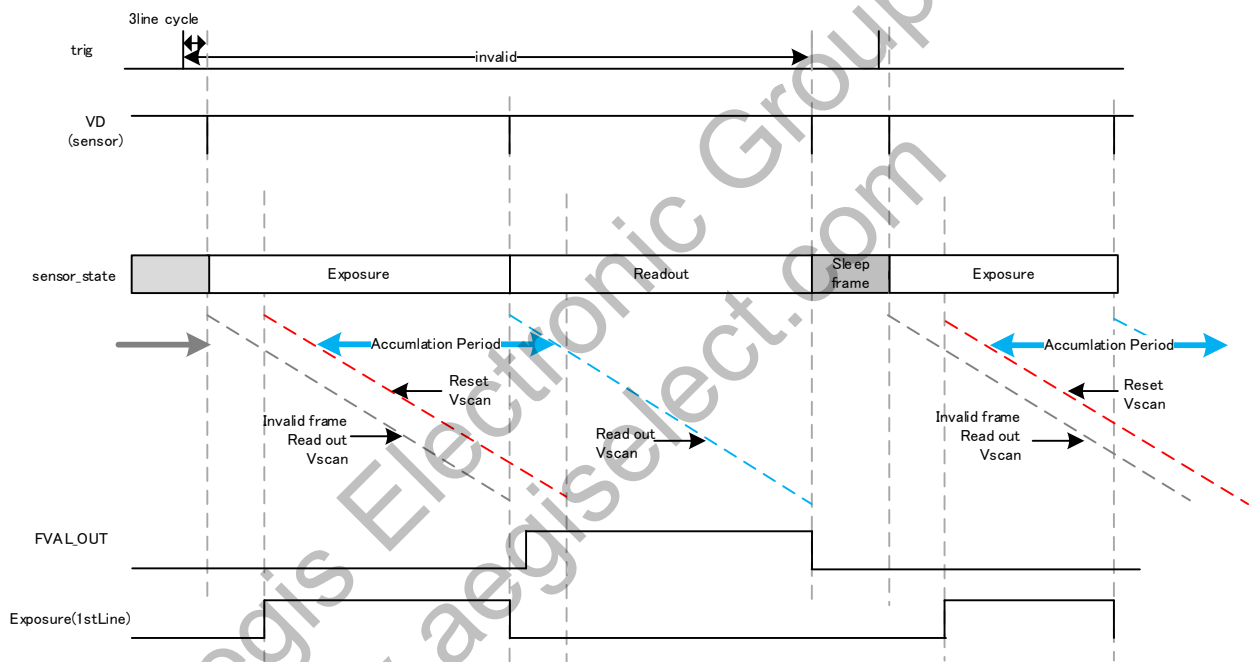 3line cycle
trig
invalid
VD
(sensor)
sensor_state
Exposure
Readout
Sleep
frame
Exposure
Accumlation Period
Accumlation Period
Reset
Vscan
Reset
Vscan
Invalid frame
Read out
Vscan
Read out
Vscan
Invalid frame
Read out
Vscan
FVAL_OUT
Exposure(1stLine)
Aegis Electronic Group
aegiselect.com